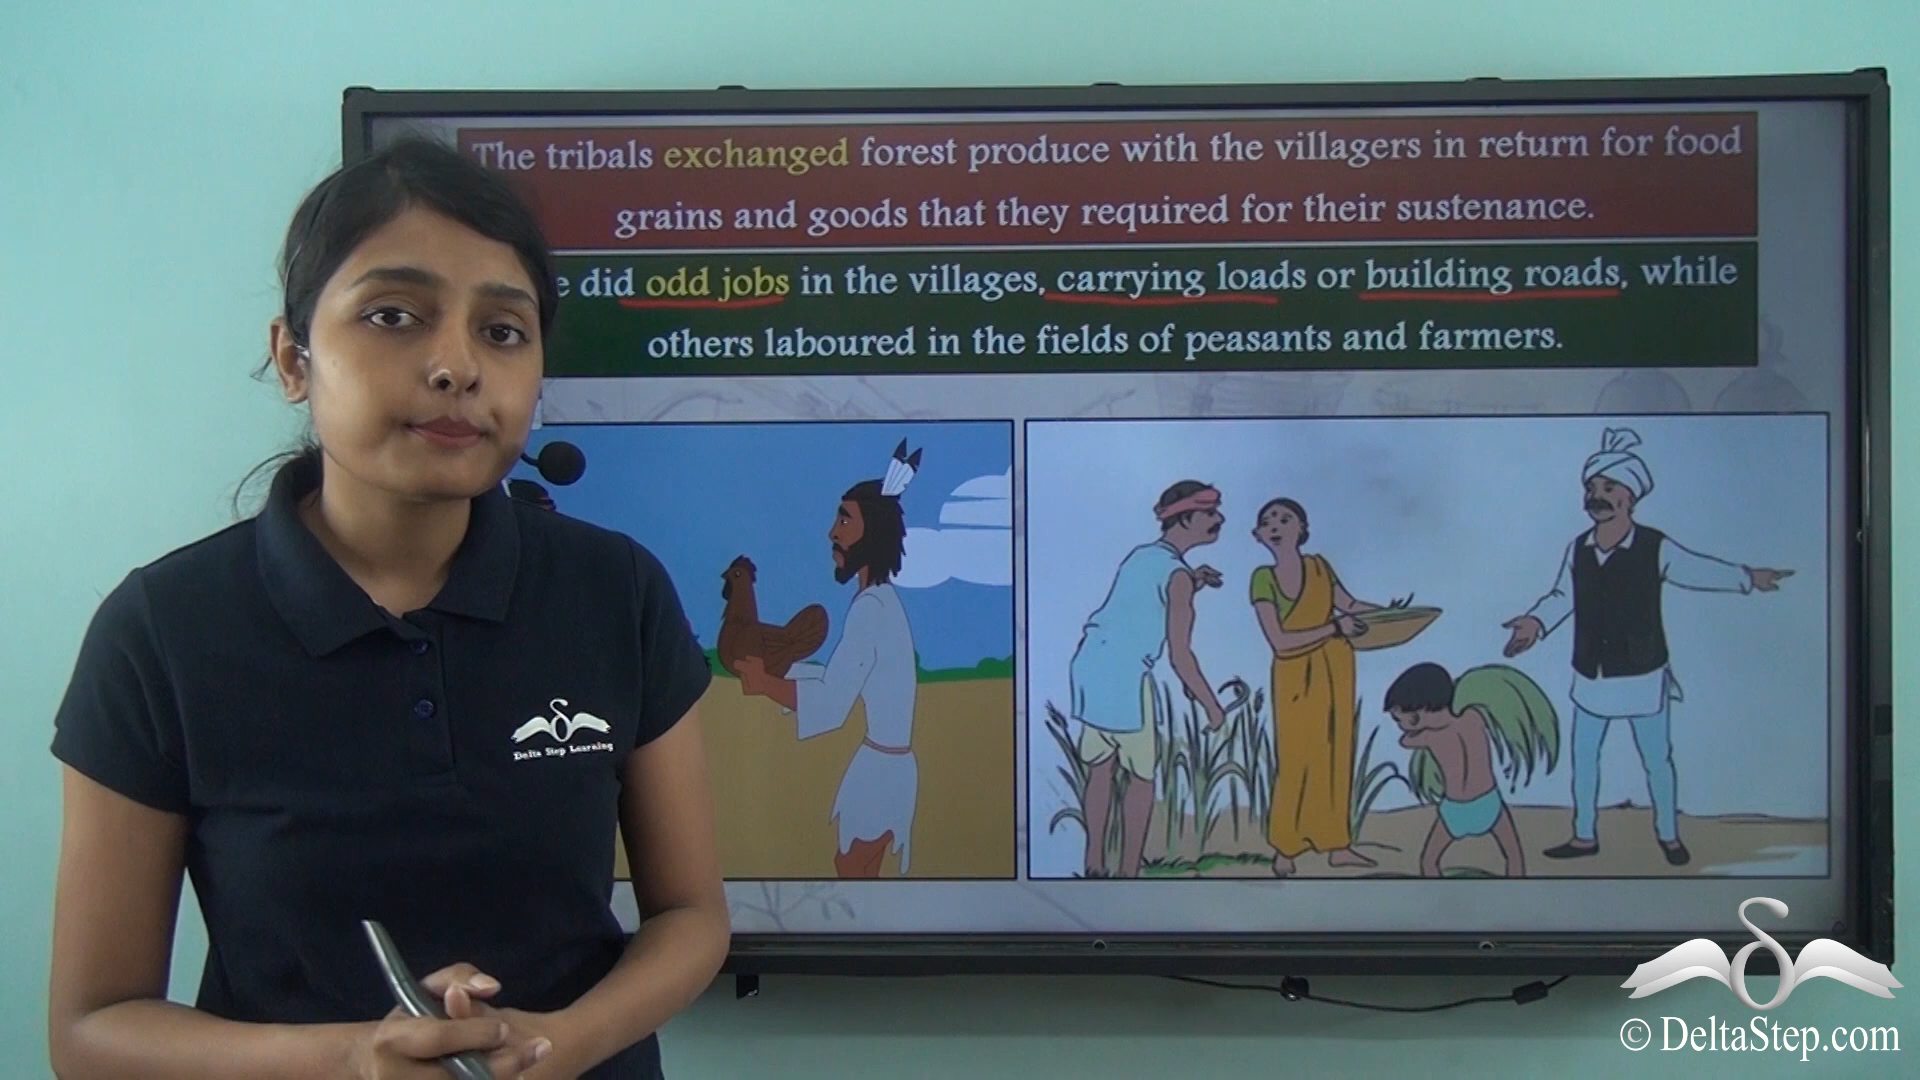 The tribals exchanged forest produce with the villagers in return for food
grains and goods that they required for their sustenance.
e did odd jobs in the villages, carrying loads or building roads, while
others laboured in the fields of peasants and farmers.
Delta Step Learning
© DeltaStep.com